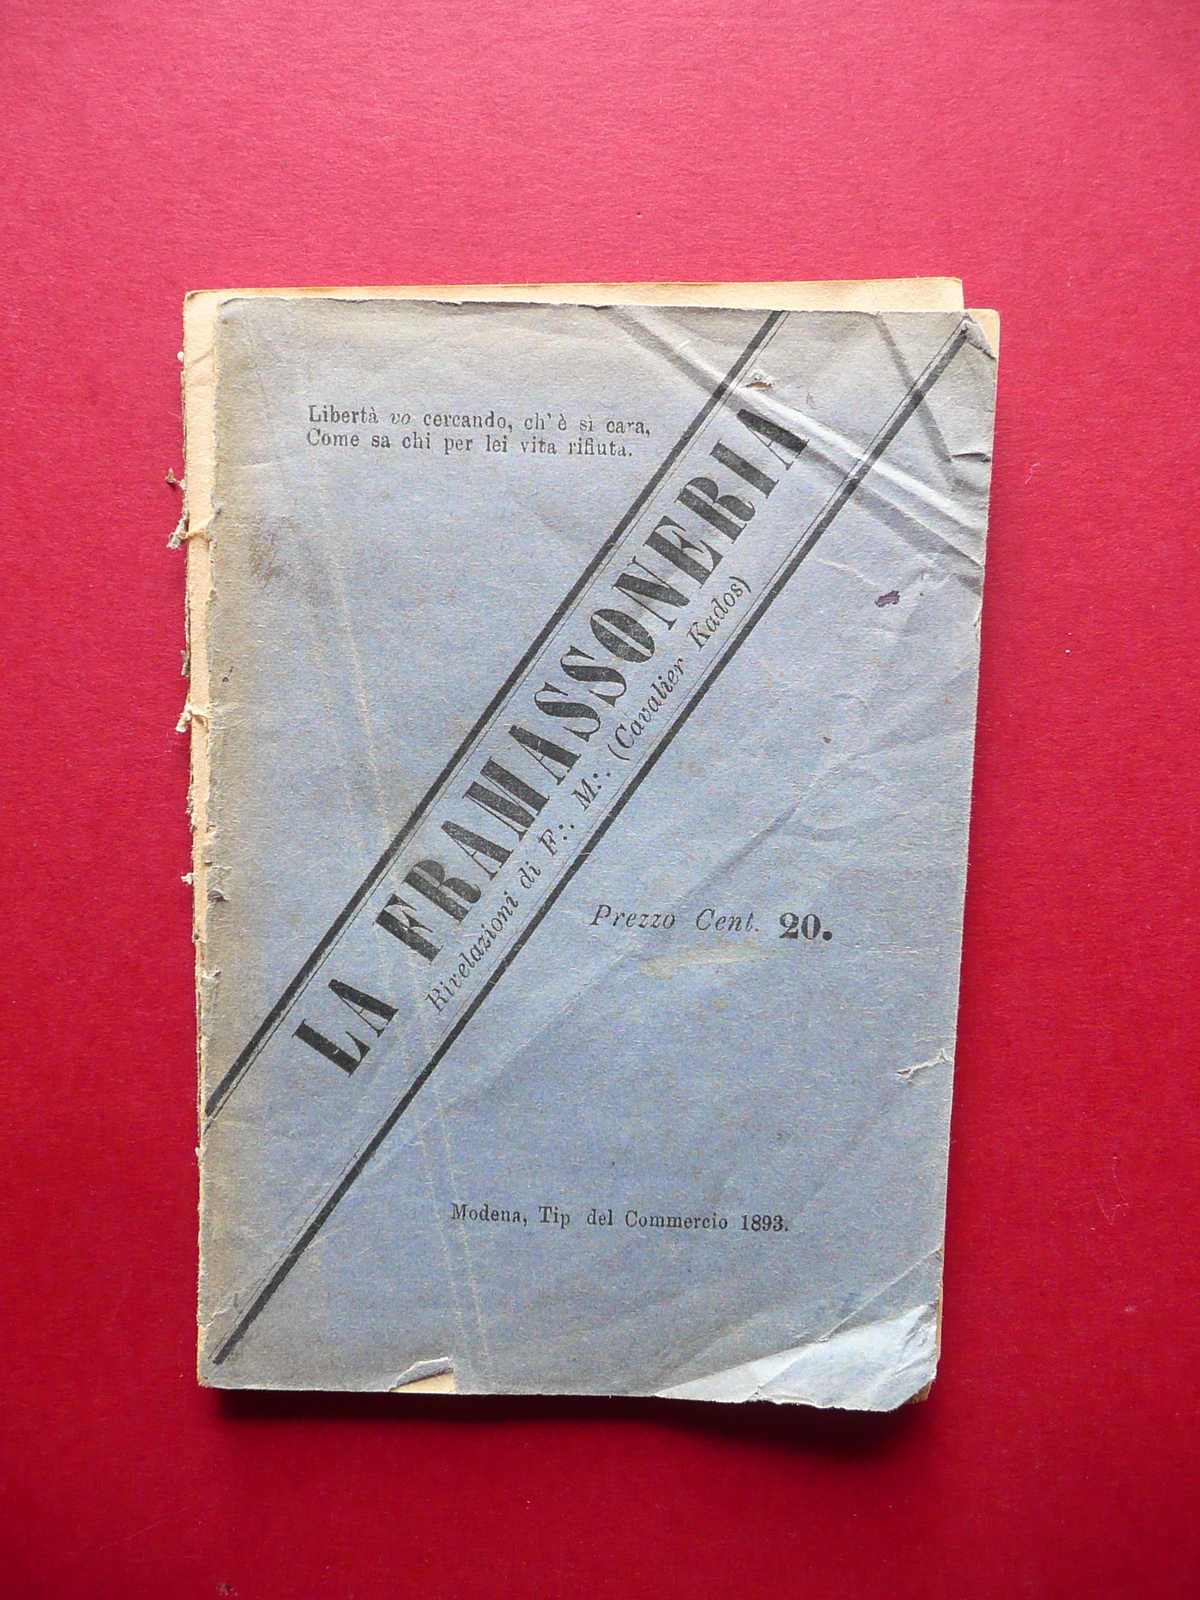 Libertà vo cercando, ch' è sì cara,
Come sa chi per lei vita rifiuta.
LA FRAMASSONERIA
Rivelazioni di F:. M:. (Cavalier Kados)
Prezzo Cent. 20.
Modena, Tip del Commercio 1893.